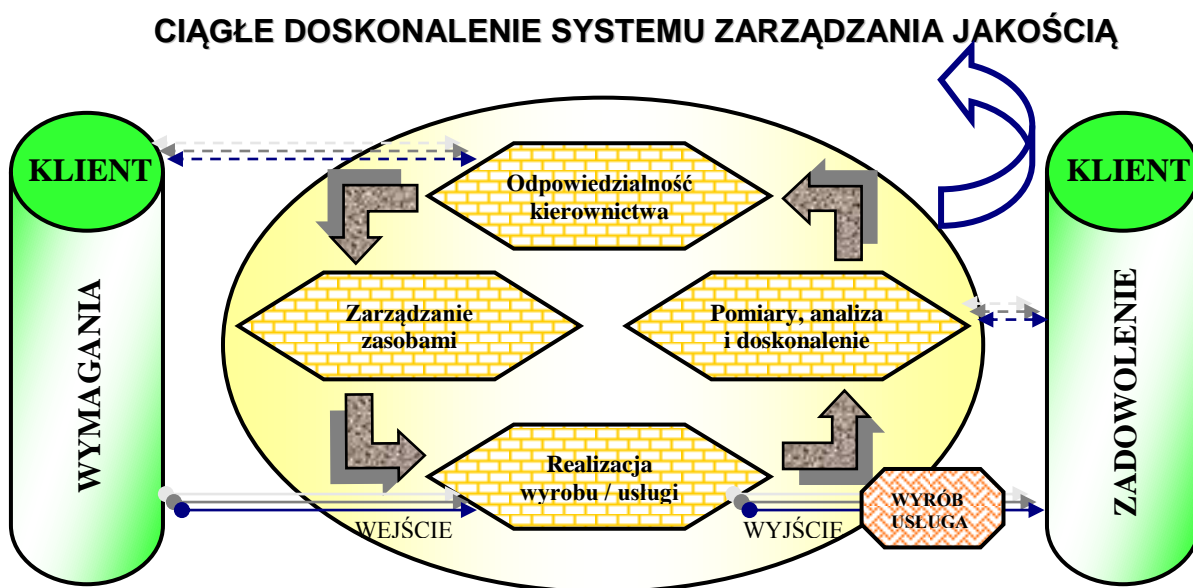 CIĄGŁE DOSKONALENIE SYSTEMU ZARZĄDZANIA JAKOŚCIĄ
KLIENT
WYMAGANIA
Odpowiedzialność
kierownictwa
Zarządzanie
zasobami
Pomiary, analiza
i doskonalenie
Realizacja
wyrobu / usługi
WEJŚCIE
WYJŚCIE
WYRÓB
USŁUGA
KLIENT
ZADOWOLENIE